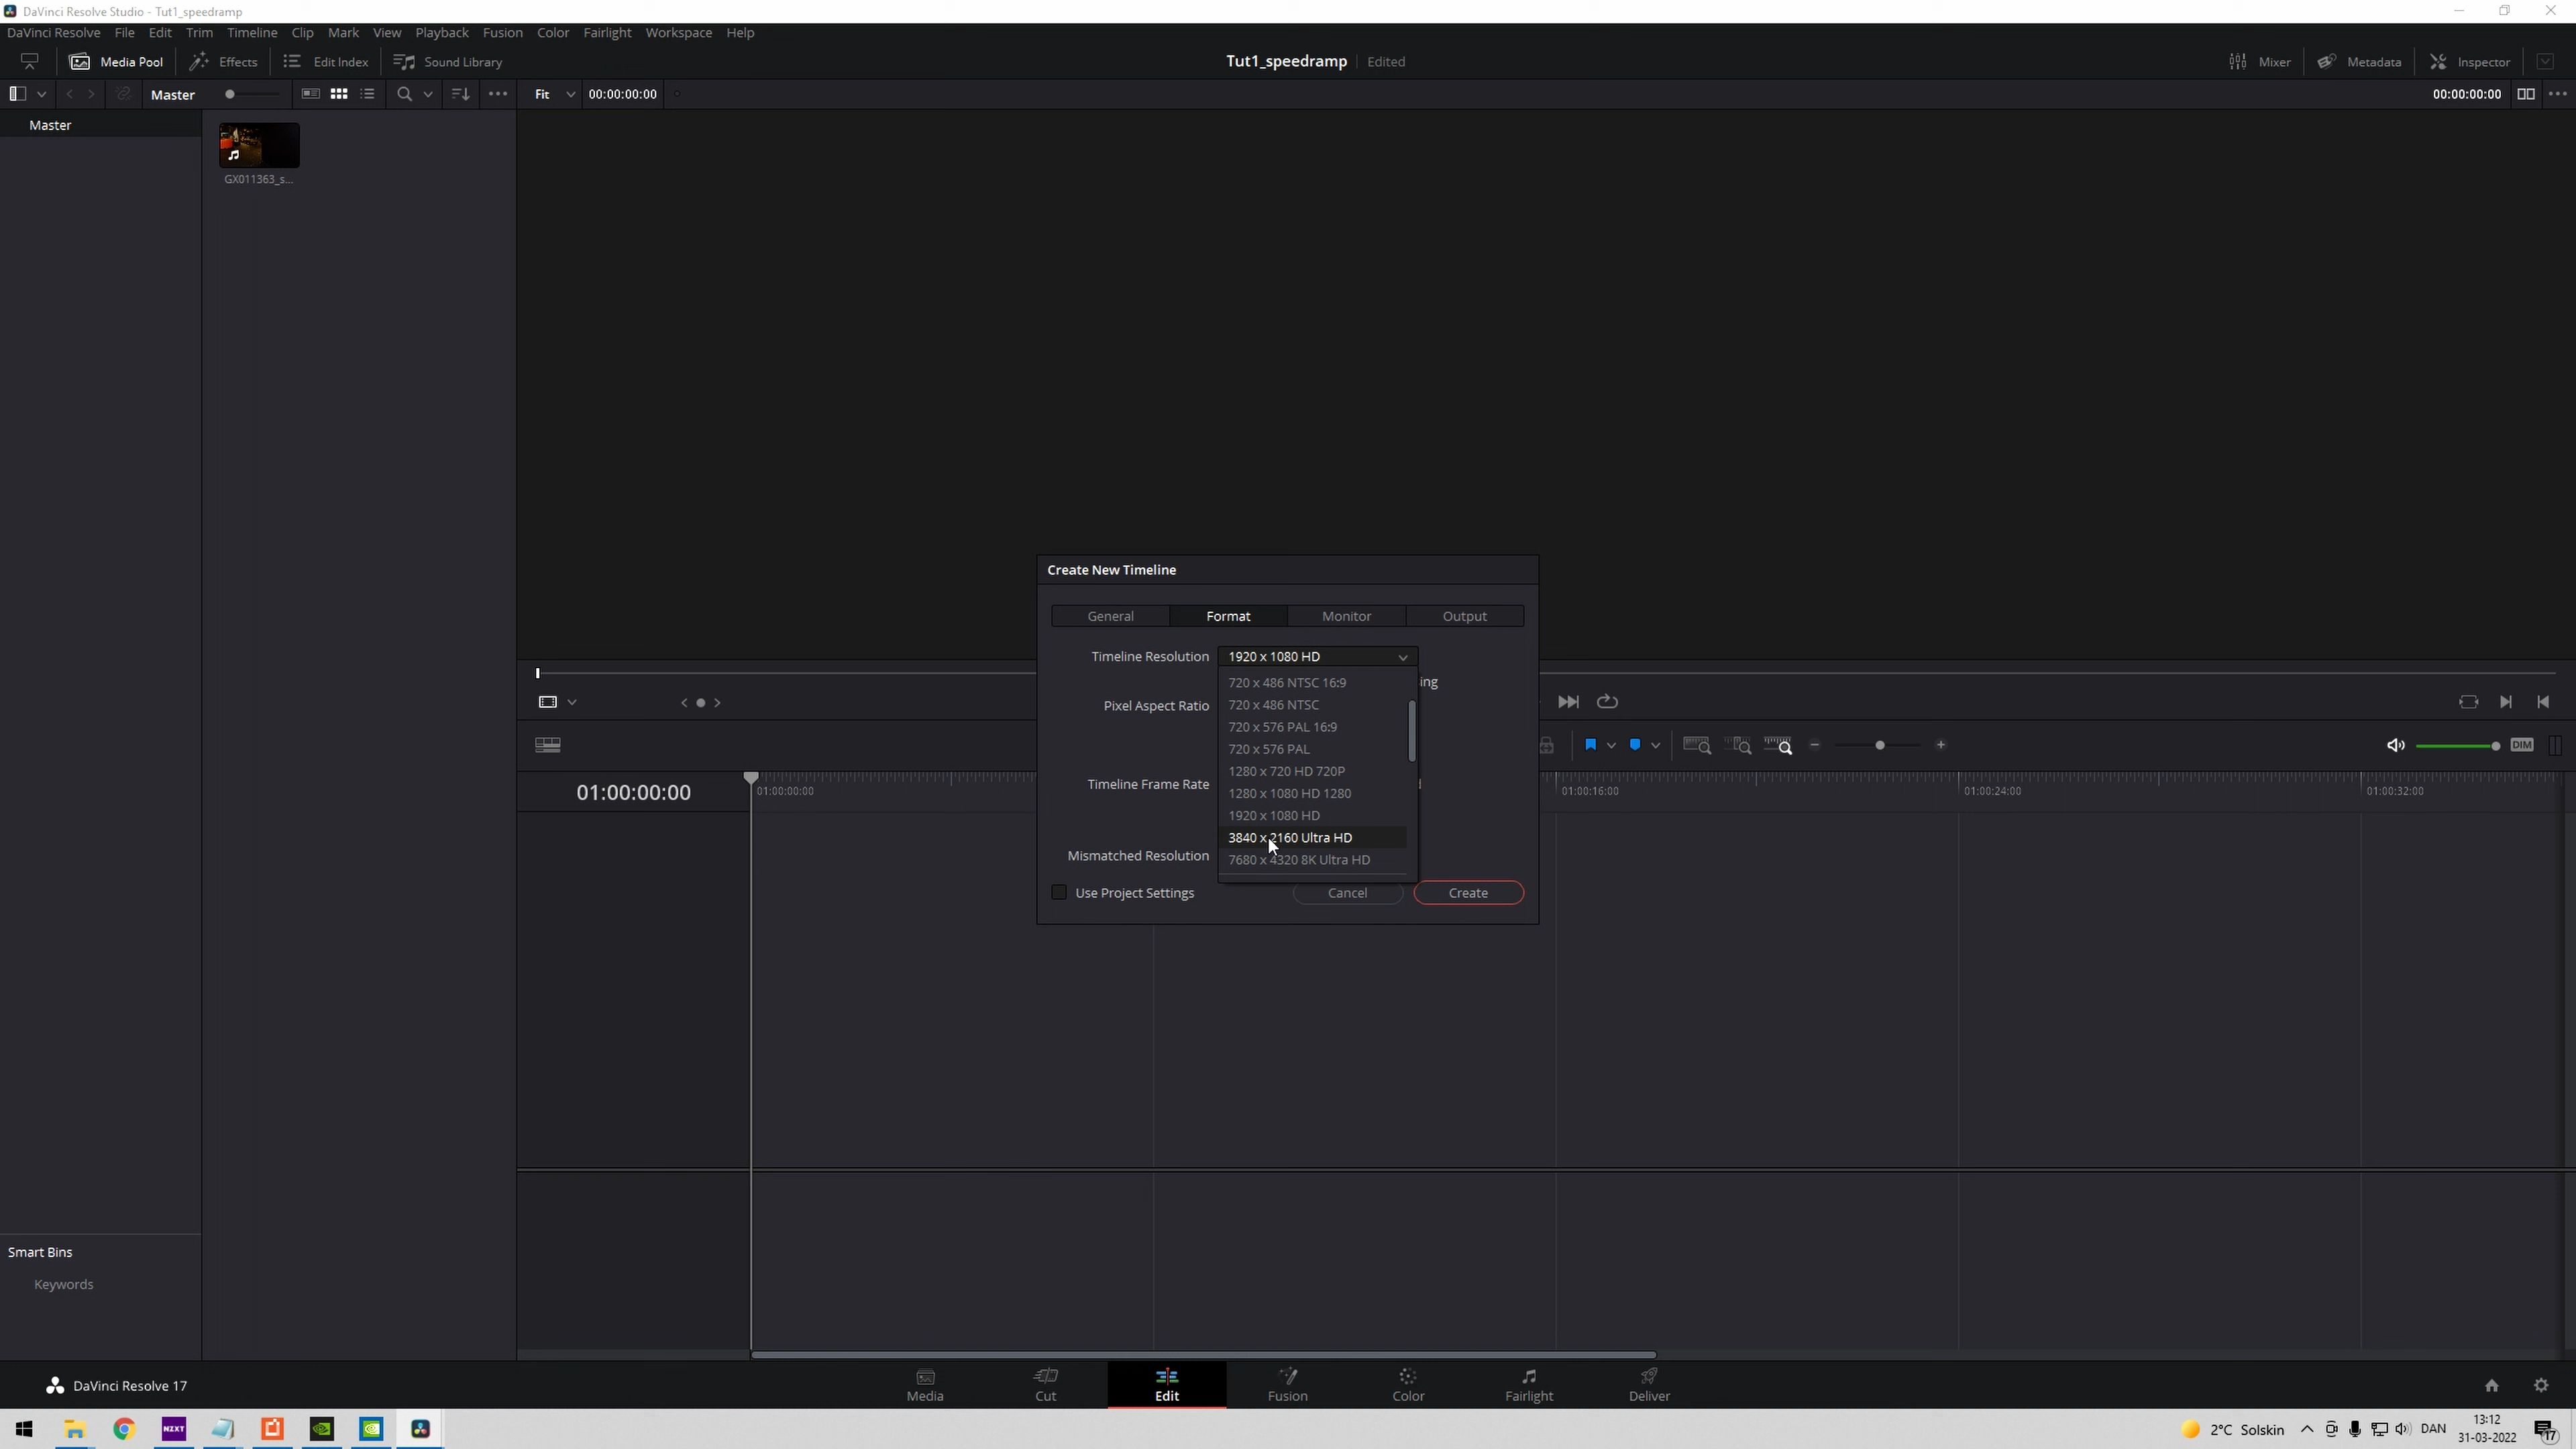 DaVinci Resolve Studio - Tut1_speedramp
DaVinci Resolve File Edit Trim Timeline Clip Mark View Playback Fusion Color Fairlight Workspace Help
Media Pool Effects Edit Index Sound Library Tut1_speedramp Edited Mixer Metadata Inspector
Master Fit 00:00:00:00 00:00:00:00
Master
GX011363_s...
Create New Timeline
General Format Monitor Output
Timeline Resolution 1920 x 1080 HD
720 x 486 NTSC 16:9 ing
Pixel Aspect Ratio 720 x 486 NTSC
720 x 576 PAL 16:9
720 x 576 PAL
DIM
1280 x 720 HD 720P
Timeline Frame Rate
01:00:00:00 01:00:00:00 1280 x 1080 HD 1280 01:00:16:00 01:00:24:00 01:00:32:00
1920 x 1080 HD
3840 x 2160 Ultra HD
Mismatched Resolution 7680 x 4320 8K Ultra HD
Use Project Settings Cancel Create
Smart Bins
Keywords
DaVinci Resolve 17 Media Cut Edit Fusion Color Fairlight Deliver
NZXT 2°C Solskin DAN 13:12
31-03-2022 17